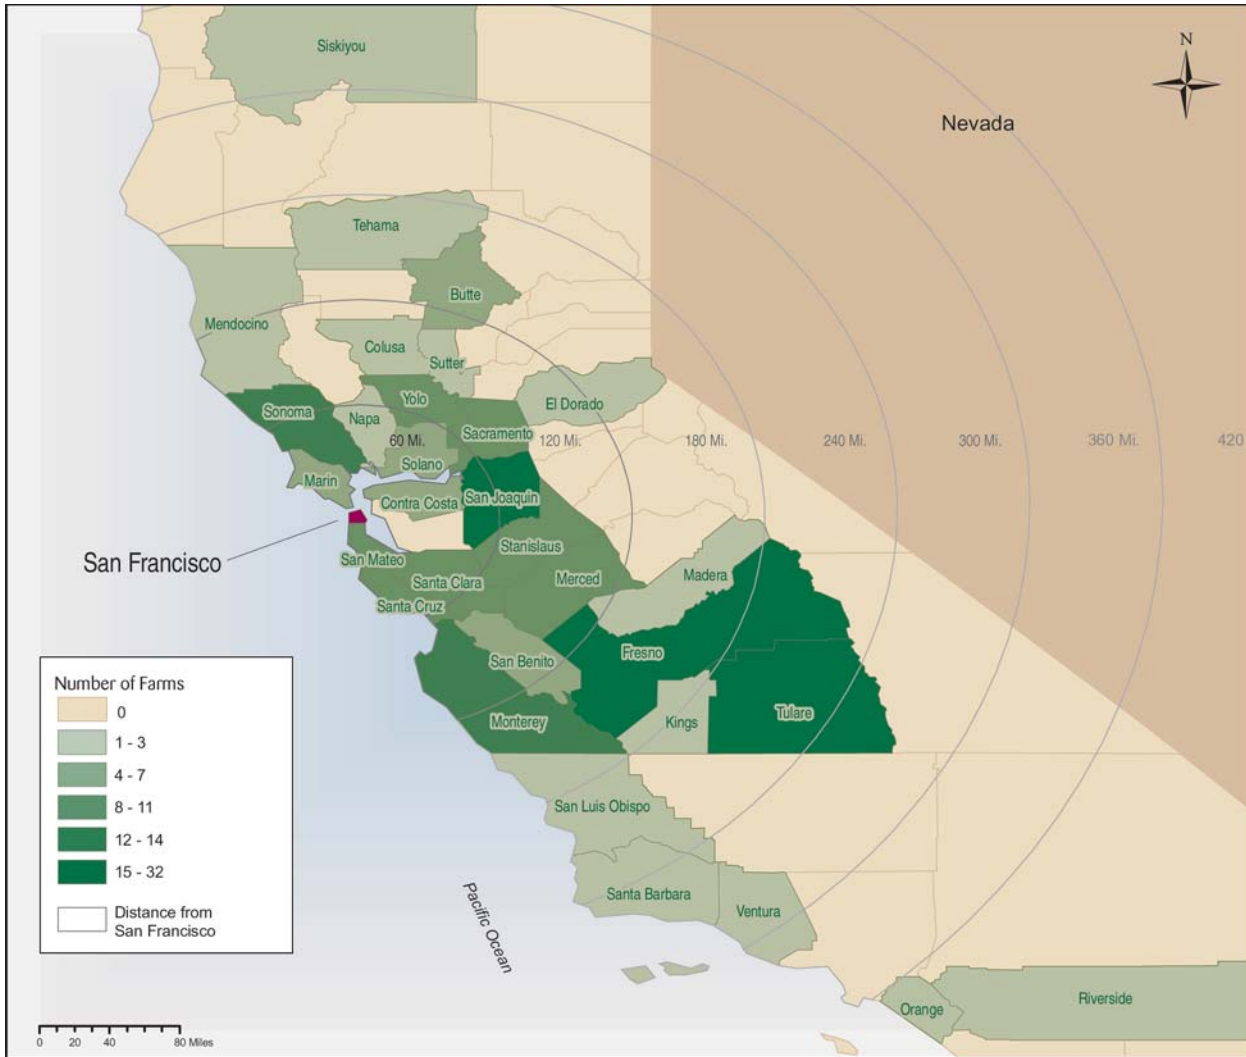 Siskiyou
N
Nevada
Tehama
Butte
Mendocino
Colusa
Sutter
Yolo
El Dorado
Sonoma
Napa
Sacramento
60 Mi.
120 Mi.
180 Mi.
240 Mi.
300 Mi.
360 Mi.
420
Solano
Marin
Contra Costa
San Joaquin
San Francisco
San Mateo
Stanislaus
Santa Clara
Merced
Madera
Santa Cruz
San Benito
Fresno
Monterey
Kings
Tulare
San Luis Obispo
Santa Barbara
Ventura
Pacific Ocean
Orange
Riverside
Number of Farms
0
1 - 3
4 - 7
8 - 11
12 - 14
15 - 32
Distance from
San Francisco
0 20 40 80 Miles